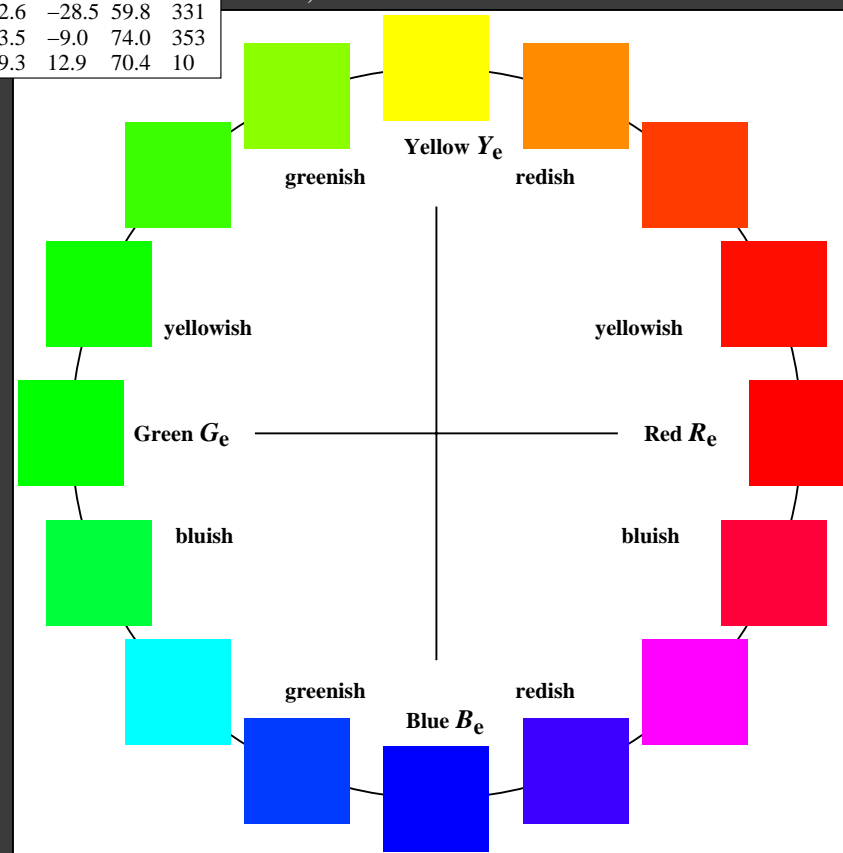 2.6 −28.5 59.8 331
3.5 −9.0 74.0 353
9.3 12.9 70.4 10
Yellow Ye
greenish redish
yellowish yellowish
Green Ge Red Re
bluish bluish
greenish redish
Blue Be